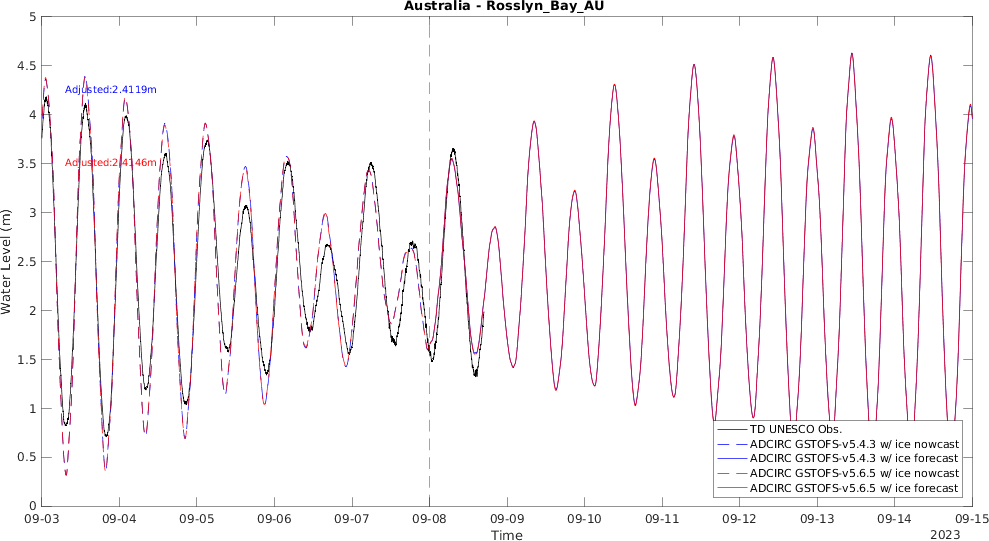 Australia - Rosslyn_Bay_AU
5
4.5
4
3.5
3
2.5
2
1.5
1
0.5
0
Water Level (m)
Adjusted:2.4119m
Adjusted:2.4146m
TD UNESCO Obs.
ADCIRC GSTOFS-v5.4.3 w/ ice nowcast
ADCIRC GSTOFS-v5.4.3 w/ ice forecast
ADCIRC GSTOFS-v5.6.5 w/ ice nowcast
ADCIRC GSTOFS-v5.6.5 w/ ice forecast
09-03 09-04 09-05 09-06 09-07 09-08 09-09 09-10 09-11 09-12 09-13 09-14 09-15
Time
2023